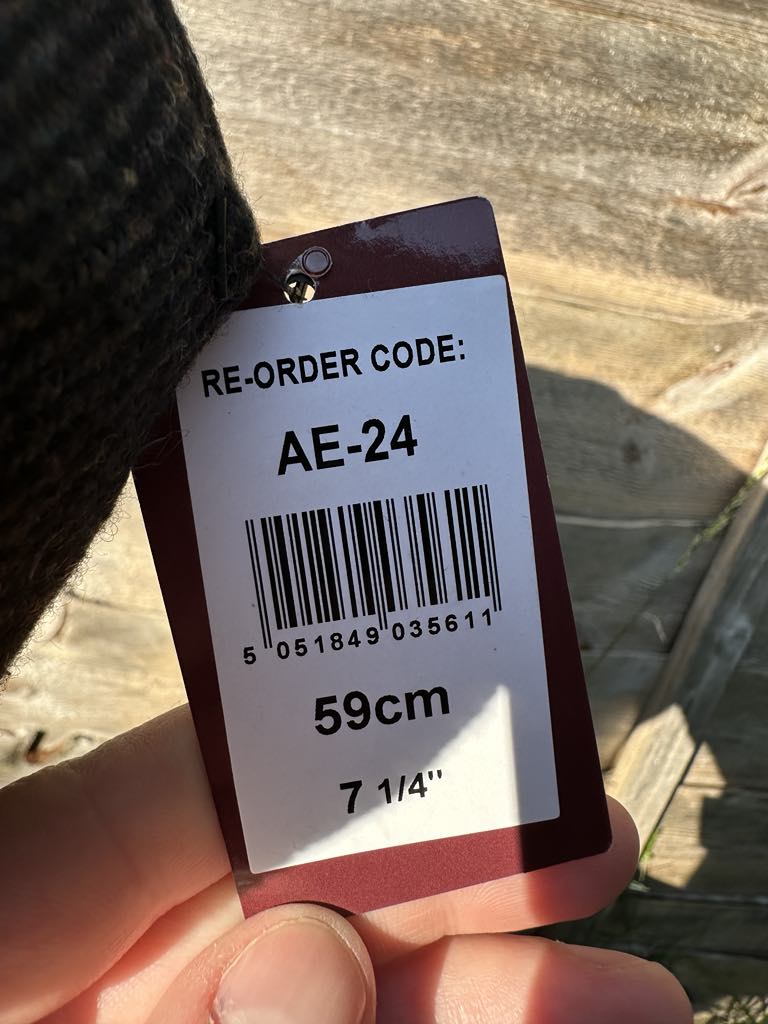 RE-ORDER CODE:
AE-24
5 051849 035611
59cm
7 1/4"